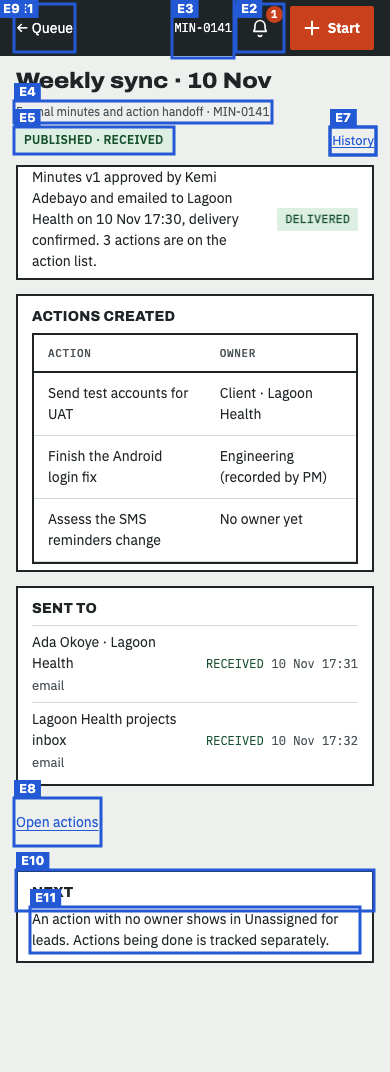 E9
E1
E3
E2
← Queue
MIN-0141
1
Start
Weekly sync · 10 Nov
E4
minutes and action handoff · MIN-0141
E5
E7
PUBLISHED · RECEIVED
History
Minutes v1 approved by Kemi
Adebayo and emailed to Lagoon
Health on 10 Nov 17:30, delivery
confirmed. 3 actions are on the
action list.
DELIVERED
ACTIONS CREATED
ACTION
OWNER
Send test accounts for
UAT
Client · Lagoon
Health
Finish the Android
login fix
Engineering
(recorded by PM)
Assess the SMS
reminders change
No owner yet
SENT TO
Ada Okoye · Lagoon
Health
email
RECEIVED 10 Nov 17:31
Lagoon Health projects
inbox
email
RECEIVED 10 Nov 17:32
E8
Open actions
E10
NEXT
E11
An action with no owner shows in Unassigned for
leads. Actions being done is tracked separately.